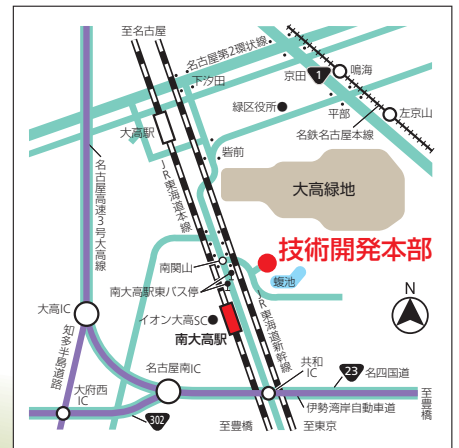 至名古屋
名古屋第2環状線
下汐田
京田
1
鳴海
緑区役所
平部
左京山
名鉄名古屋本線
大高駅
砦前
JR東海道本線
大高緑地
名古屋高速3号大高線
技術開発本部
南関山
蝮池
南大高駅東バス停
N
大高IC
イオン大高SC
南大高駅
JR東海道新幹線
知多半島道路
名古屋南IC
共和
IC
23
名四国道
大府西
IC
302
伊勢湾岸自動車道
至豊橋
至豊橋
至東京